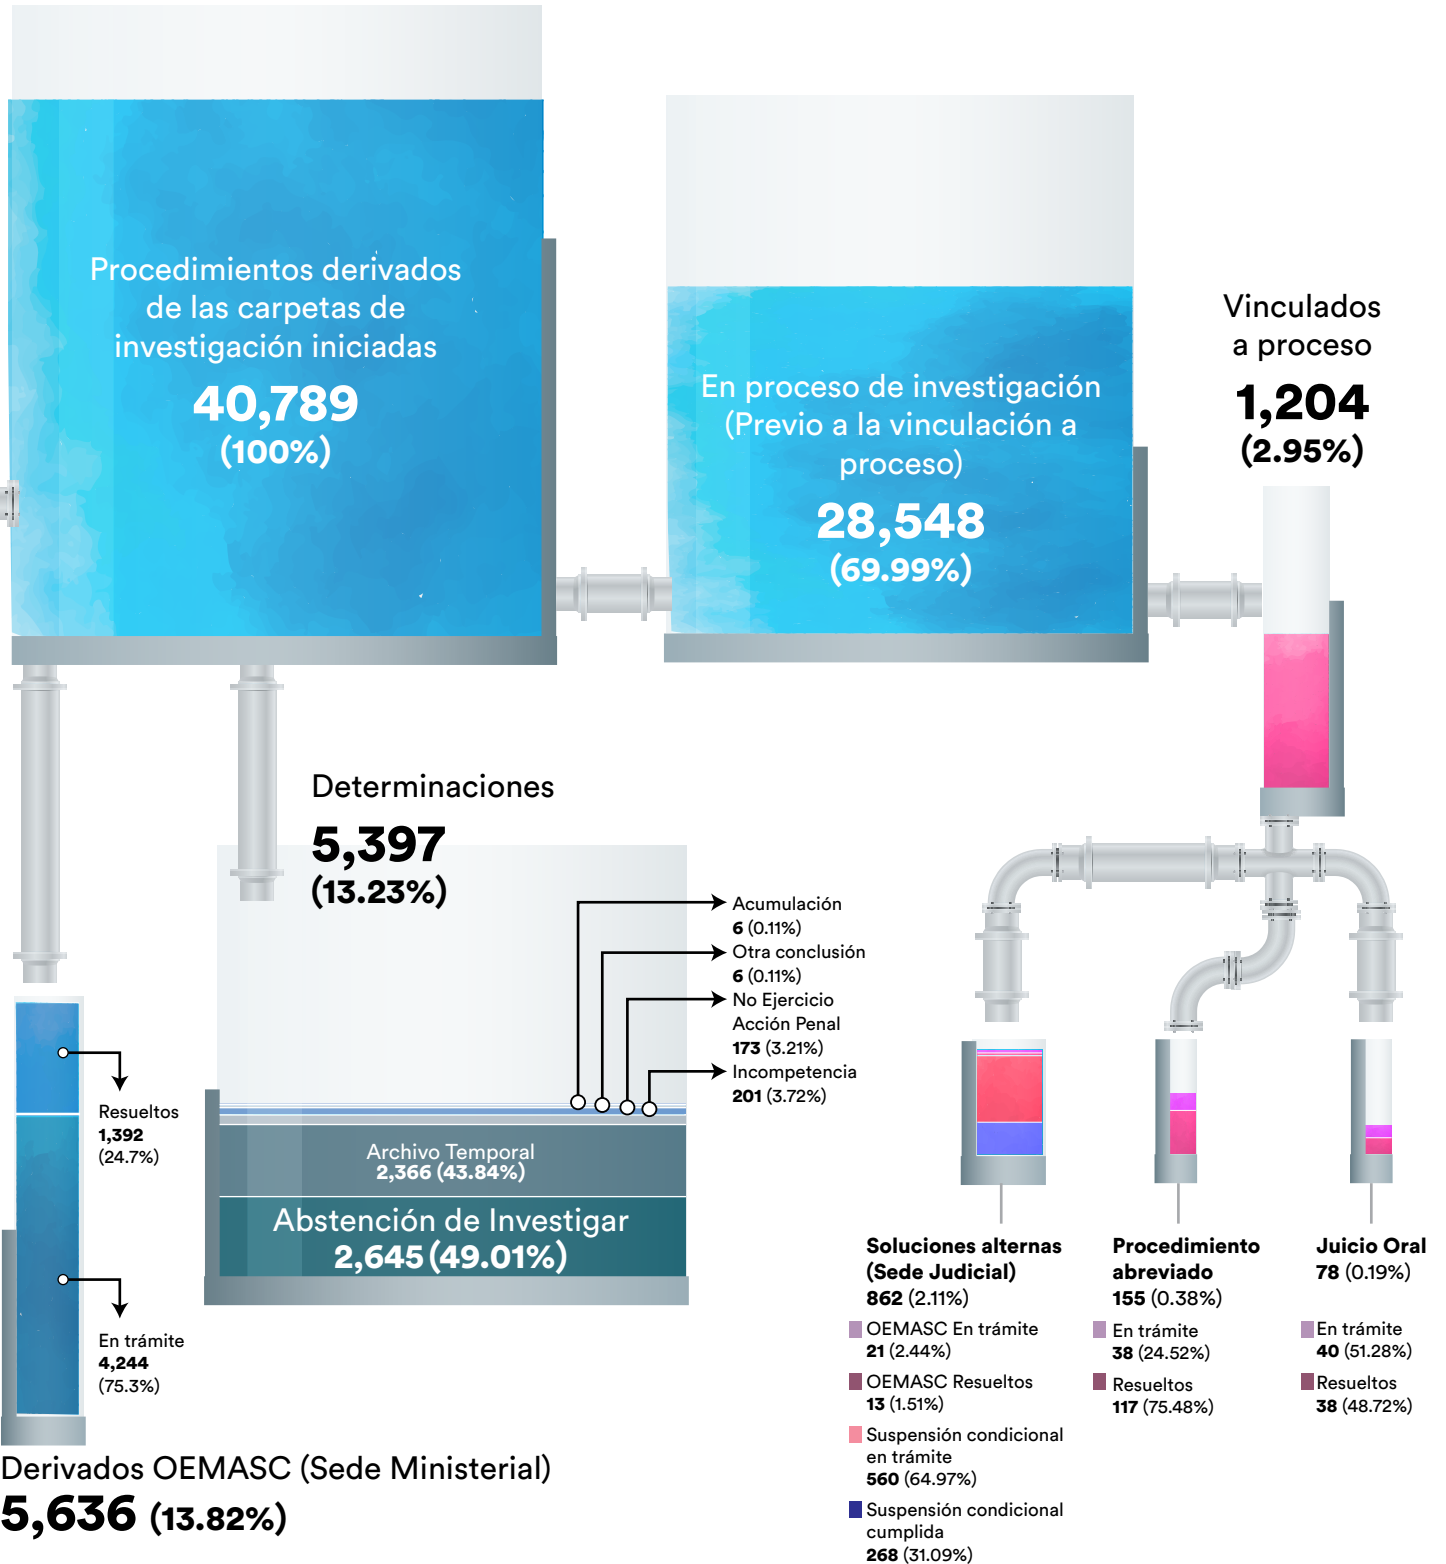 Procedimientos derivados
de las carpetas de
investigación iniciadas
40,789
(100%)
En proceso de investigación
(Previo a la vinculación a
proceso)
28,548
(69.99%)
Vinculados
a proceso
1,204
(2.95%)
Determinaciones
5,397
(13.23%)
Acumulación
6 (0.11%)
Otra conclusión
6 (0.11%)
No Ejercicio
Acción Penal
173 (3.21%)
Incompetencia
201 (3.72%)
Archivo Temporal
2,366 (43.84%)
Abstención de Investigar
2,645 (49.01%)
Resueltos
1,392
(24.7%)
En trámite
4,244
(75.3%)
Derivados OEMASC (Sede Ministerial)
5,636 (13.82%)
Soluciones alternas
(Sede Judicial)
862 (2.11%)
OEMASC En trámite
21 (2.44%)
OEMASC Resueltos
13 (1.51%)
Suspensión condicional
en trámite
560 (64.97%)
Suspensión condicional
cumplida
268 (31.09%)
Procedimiento
abreviado
155 (0.38%)
En trámite
38 (24.52%)
Resueltos
117 (75.48%)
Juicio Oral
78 (0.19%)
En trámite
40 (51.28%)
Resueltos
38 (48.72%)